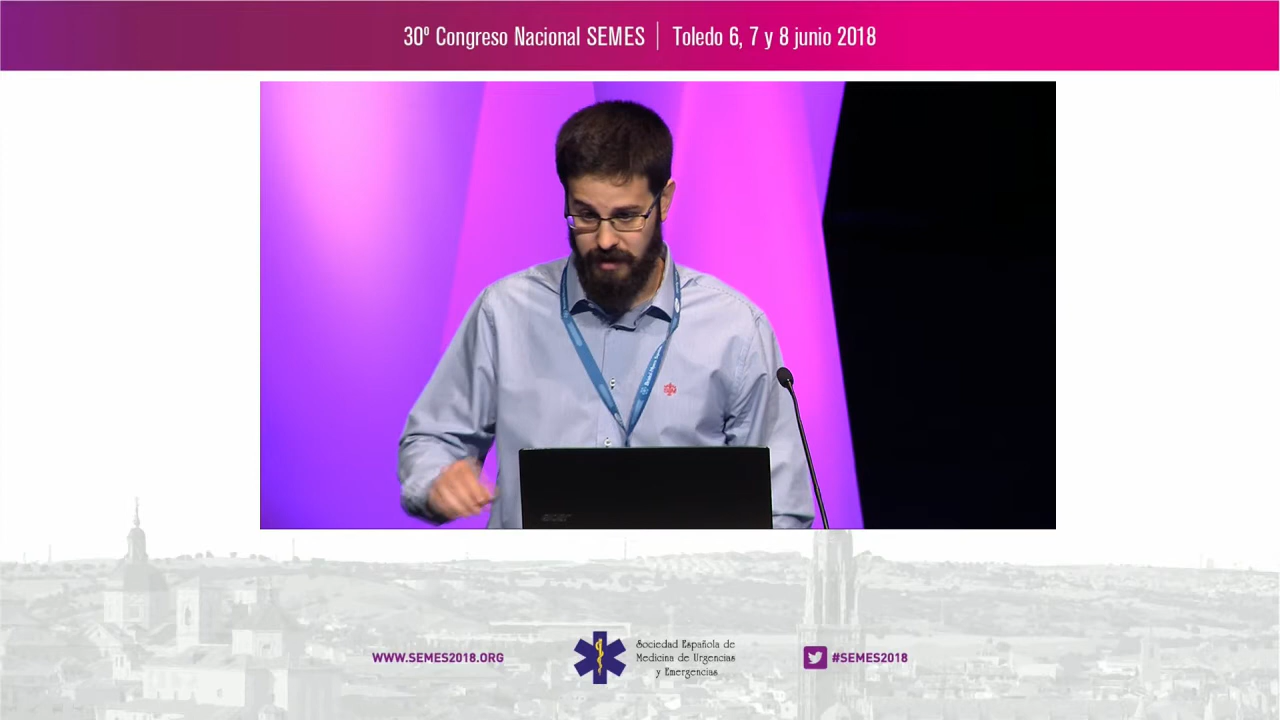 30º Congreso Nacional SEMES | Toledo 6, 7 y 8 junio 2018
acer
WWW.SEMES2018.ORG
Sociedad Española de
Medicina de Urgencias
y Emergencias
#SEMES2018